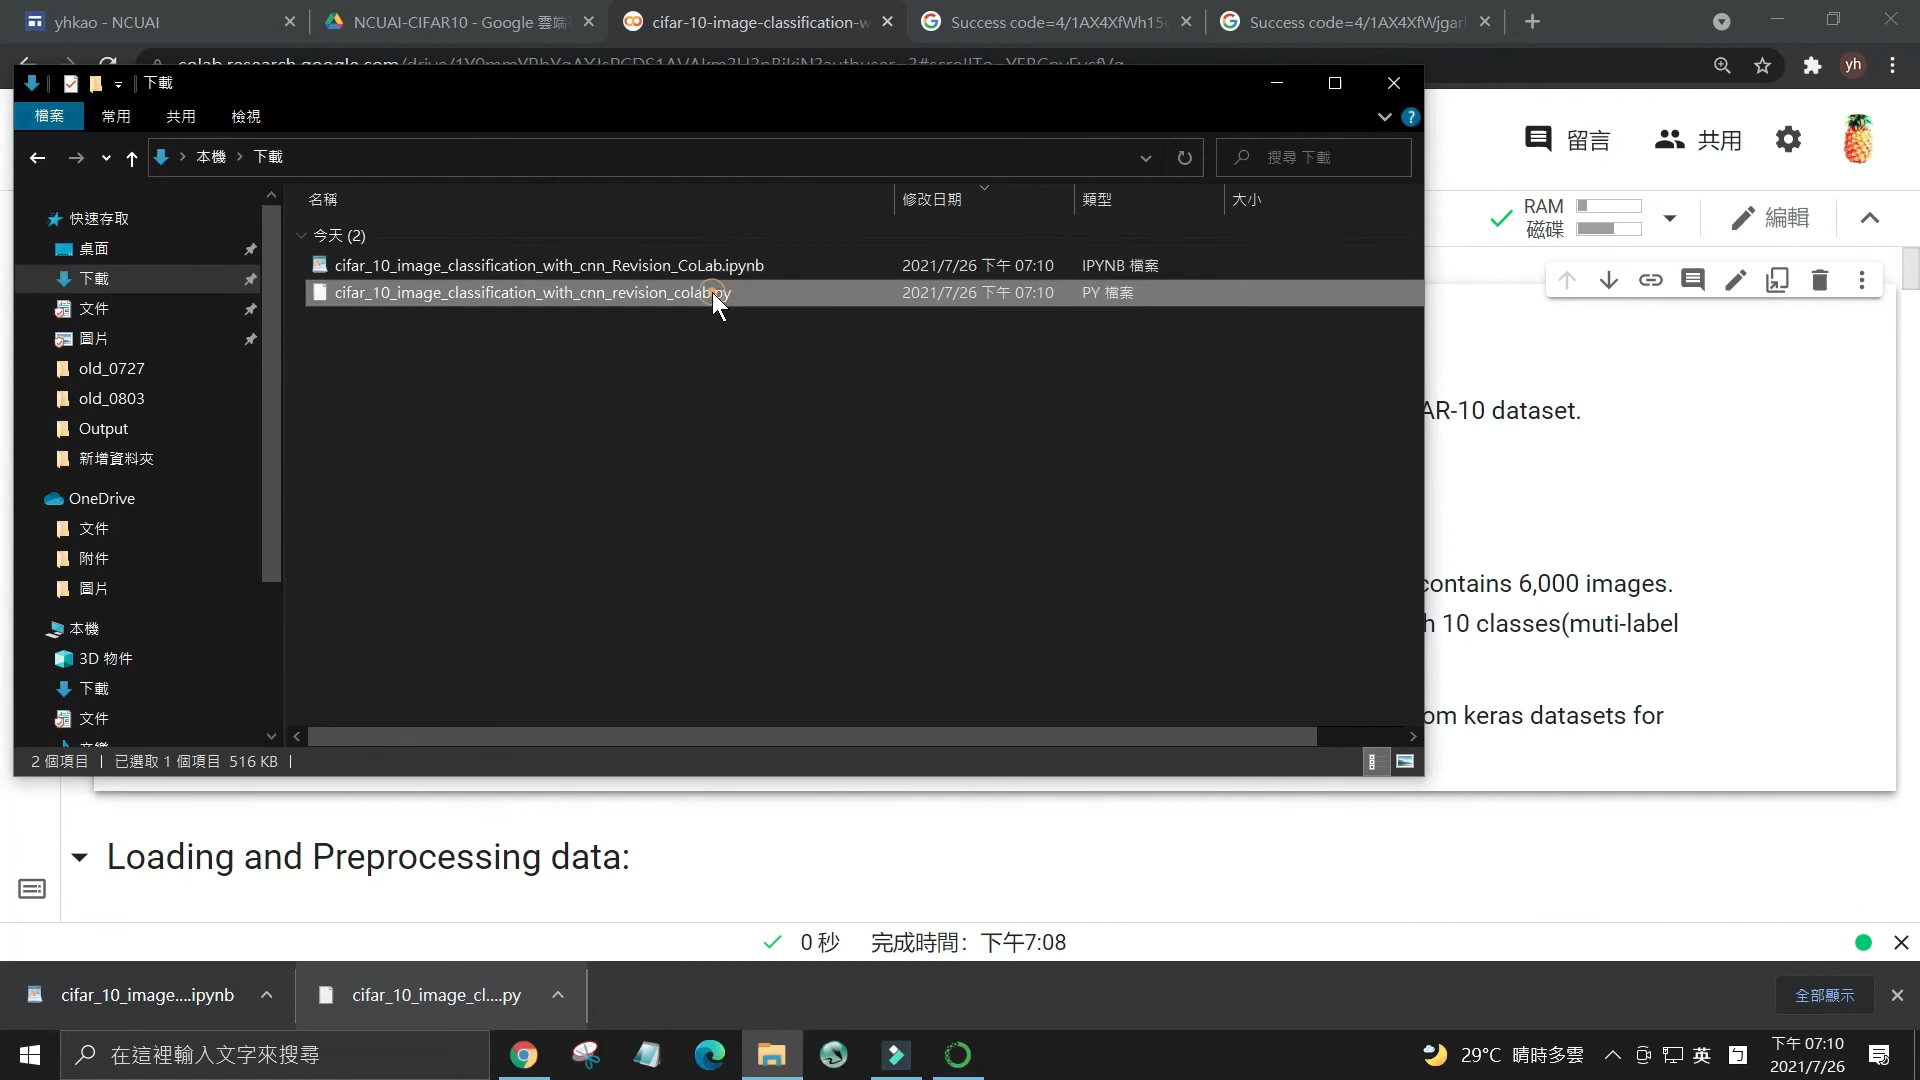 yhkao - NCUAI
NCUAI-CIFAR10 - Google 雲端
cifar-10-image-classification-w
Success code=4/1AX4XfWh15
Success code=4/1AX4XfWjgar
yh
下載
檔案 常用 共用 檢視
本機 下載
搜尋 下載
留言 共用
RAM
磁碟
編輯
名稱 修改日期 類型 大小
今天 (2)
cifar_10_image_classification_with_cnn_Revision_CoLab.ipynb 2021/7/26 下午 07:10 IPYNB 檔案
cifar_10_image_classification_with_cnn_revision_colab.py 2021/7/26 下午 07:10 PY 檔案
快速存取
桌面
下載
文件
圖片
old_0727
old_0803
Output
新增資料夾
OneDrive
文件
附件
圖片
本機
3D 物件
下載
文件
2 個項目 已選取 1 個項目 516 KB
AR-10 dataset.
contains 6,000 images.
h 10 classes(muti-label
om keras datasets for
Loading and Preprocessing data:
0 秒 完成時間: 下午7:08
cifar_10_image....ipynb
cifar_10_image_cl....py
全部顯示
在這裡輸入文字來搜尋
29°C 晴時多雲
英
下午 07:10
2021/7/26